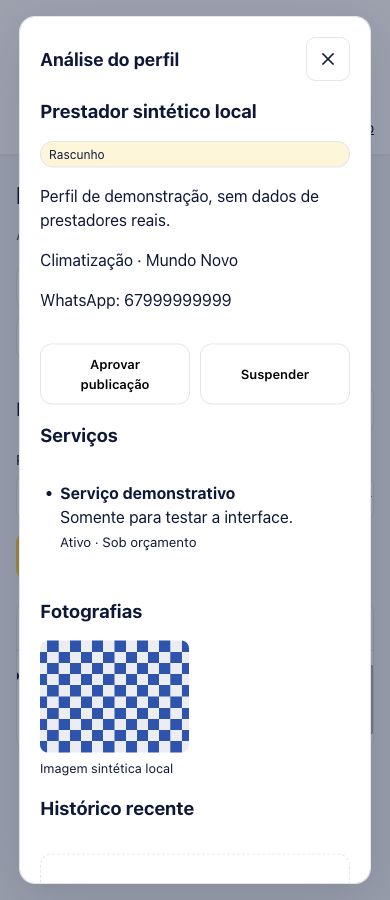 Análise do perfil
Prestador sintético local
Rascunho
Perfil de demonstração, sem dados de
prestadores reais.
Climatização · Mundo Novo
WhatsApp: 67999999999
Aprovar
publicação
Suspender
Serviços
Serviço demonstrativo
Somente para testar a interface.
Ativo · Sob orçamento
Fotografias
Imagem sintética local
Histórico recente